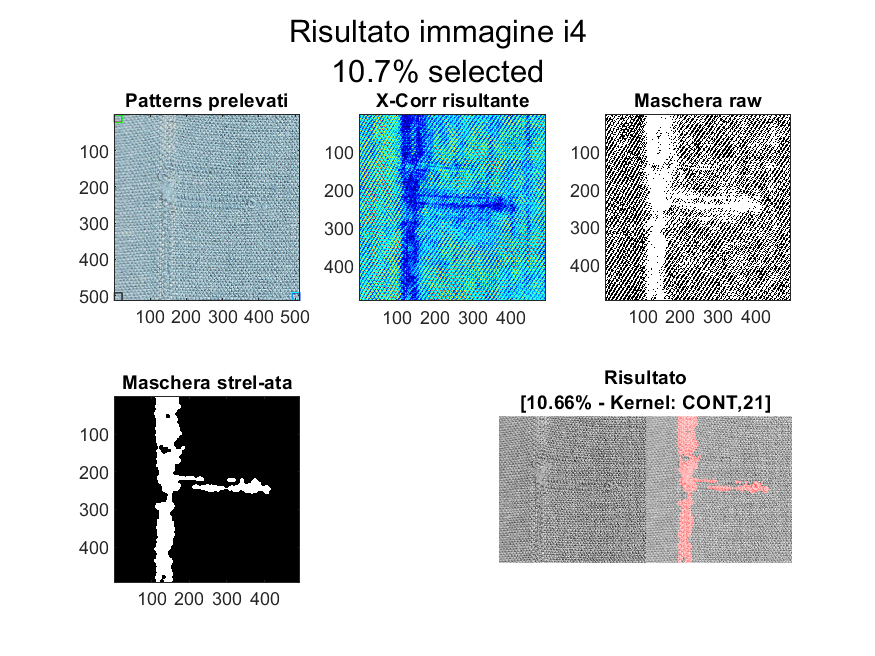 Risultato immagine i4
10.7% selected
Patterns prelevati
100
200
300
400
500
100 200 300 400 500
X-Corr risultante
100
200
300
400
100 200 300 400
Maschera raw
100
200
300
400
100 200 300 400
Maschera strel-ata
100
200
300
400
100 200 300 400
Risultato
[10.66% - Kernel: CONT,21]